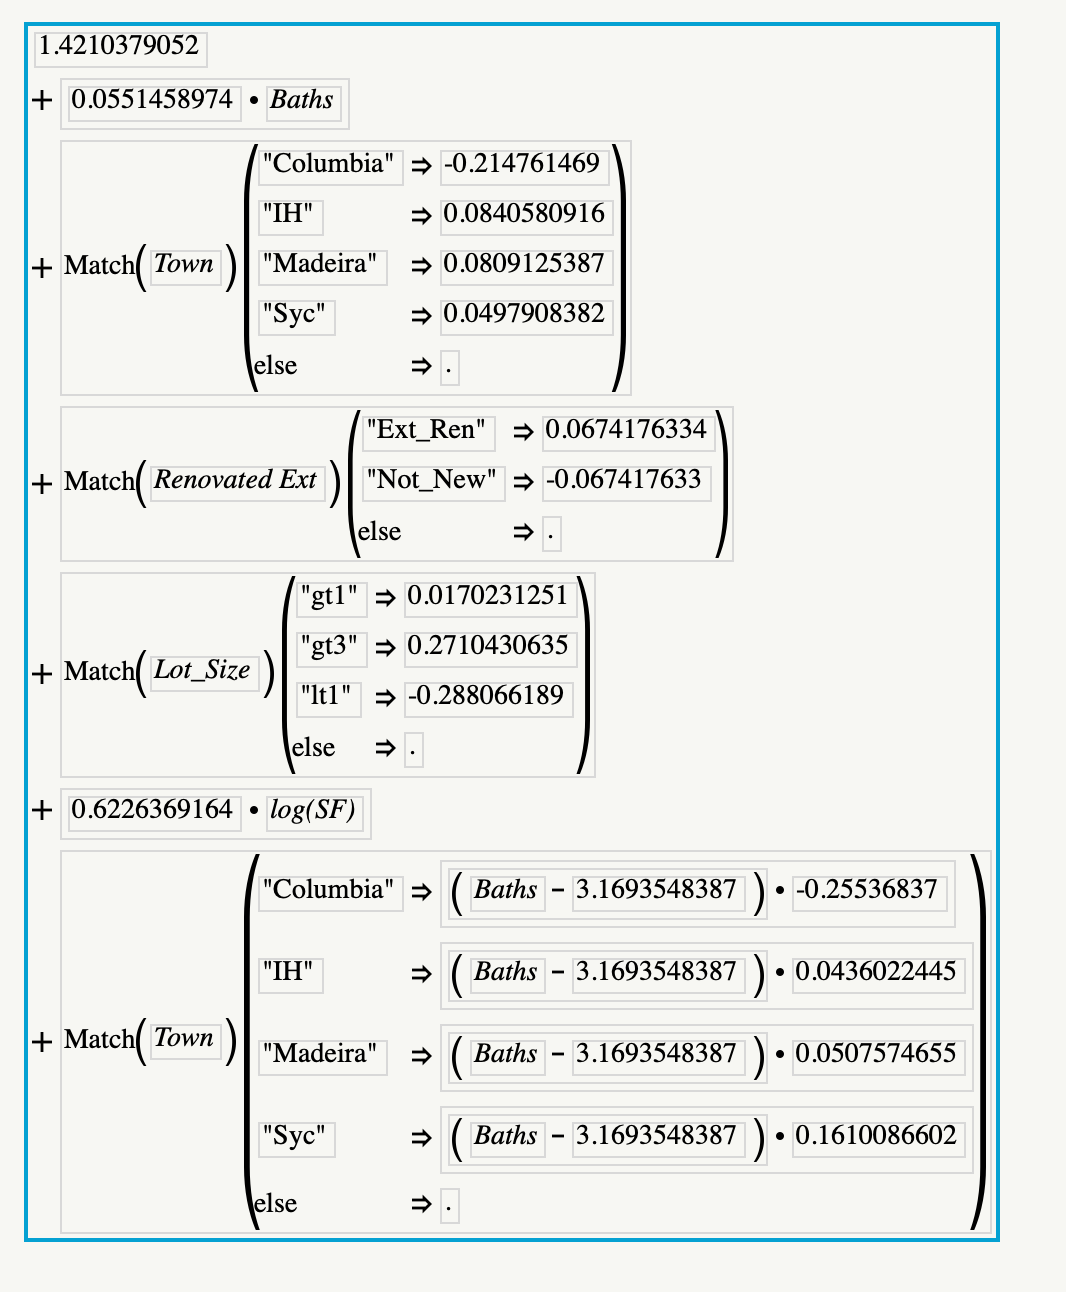 1.4210379052
+ 0.0551458974 • Baths
+ Match(Town)
"Columbia" ⇒ -0.214761469
"IH" ⇒ 0.0840580916
"Madeira" ⇒ 0.0809125387
"Syc" ⇒ 0.0497908382
else ⇒ .
+ Match(Renovated Ext)
"Ext_Ren" ⇒ 0.0674176334
"Not_New" ⇒ -0.067417633
else ⇒ .
+ Match(Lot_Size)
"gt1" ⇒ 0.0170231251
"gt3" ⇒ 0.2710430635
"lt1" ⇒ -0.288066189
else ⇒ .
+ 0.6226369164 • log(SF)
+ Match(Town)
"Columbia" ⇒ (Baths − 3.1693548387) • -0.25536837
"IH" ⇒ (Baths − 3.1693548387) • 0.0436022445
"Madeira" ⇒ (Baths − 3.1693548387) • 0.0507574655
"Syc" ⇒ (Baths − 3.1693548387) • 0.1610086602
else ⇒ .